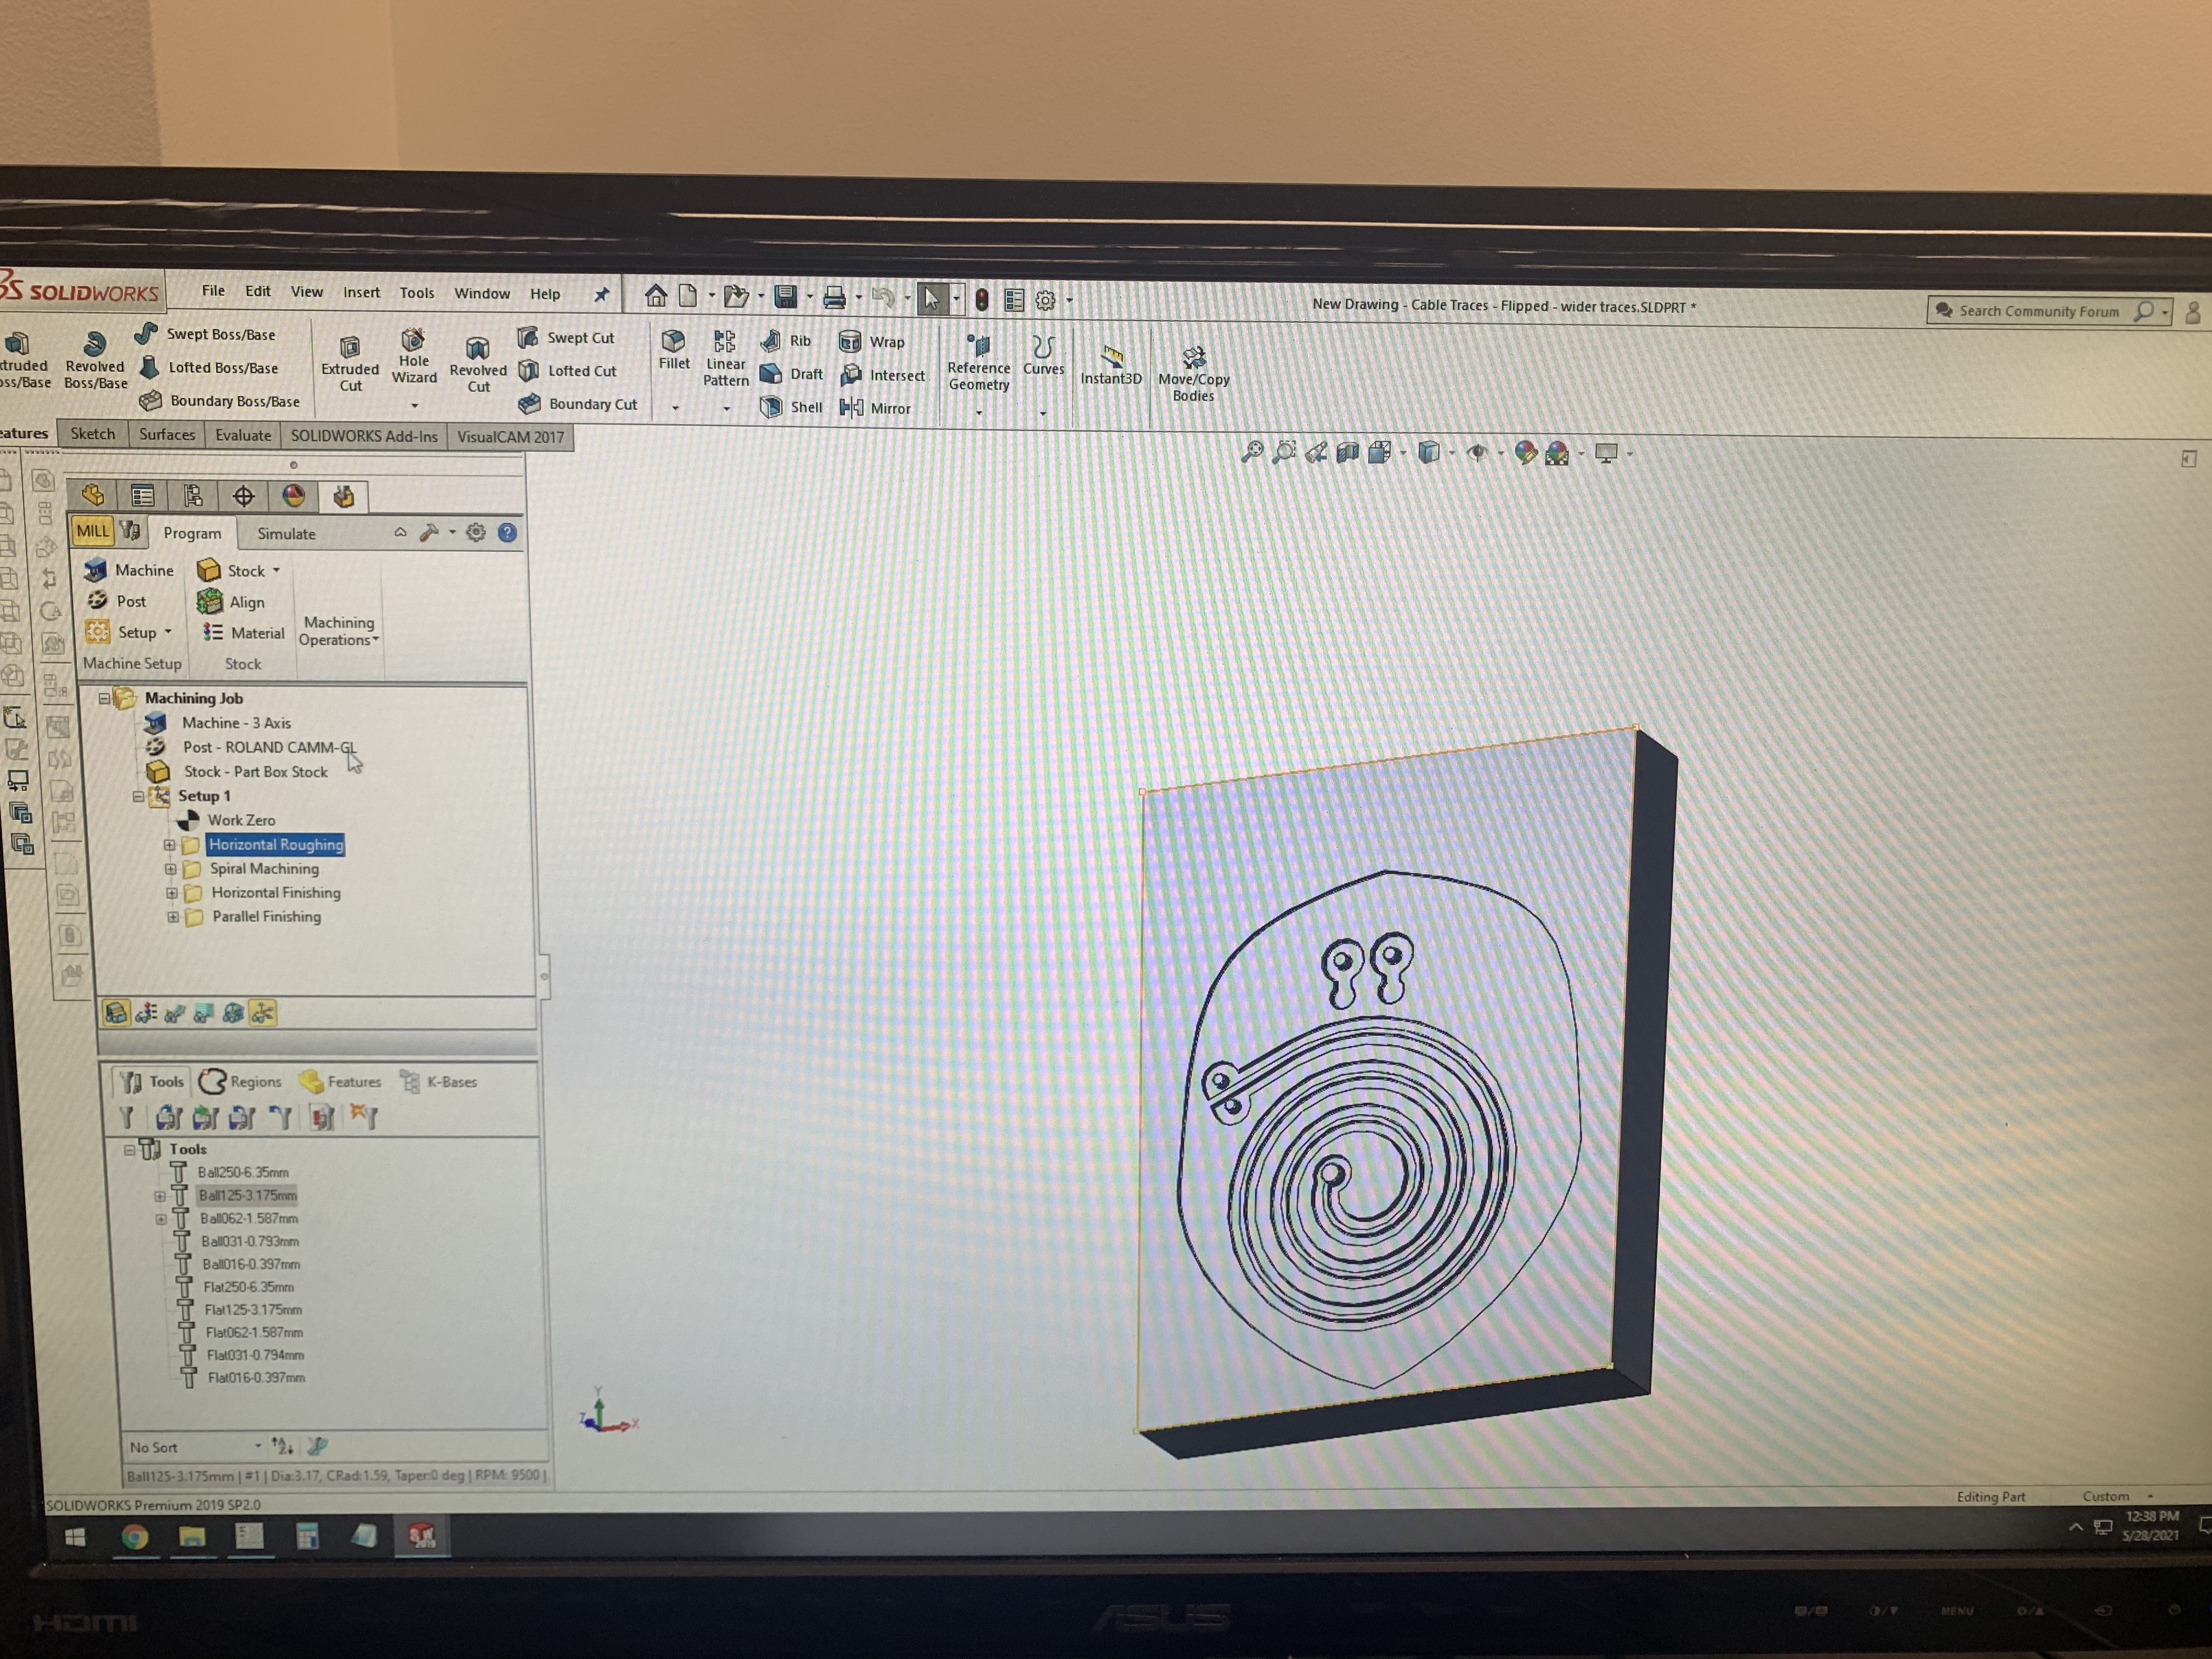 SOLIDWORKS File Edit View Insert Tools Window Help New Drawing - Cable Traces - Flipped - wider traces.SLDPRT * Search Community Forum
Revolved Boss/Base
Swept Boss/Base
Lofted Boss/Base
Boundary Boss/Base
Extruded Cut
Hole Wizard
Revolved Cut
Swept Cut
Lofted Cut
Boundary Cut
Fillet
Linear Pattern
Rib
Draft
Shell
Wrap
Intersect
Mirror
Reference Geometry
Curves
Instant3D
Move/Copy Bodies
atures Sketch Surfaces Evaluate SOLIDWORKS Add-Ins VisualCAM 2017
MILL Program Simulate
Machine Stock
Post Align
Setup Material
Machining Operations
Machine Setup Stock
Machining Job
Machine - 3 Axis
Post - ROLAND CAMM-GL
Stock - Part Box Stock
Setup 1
Work Zero
Horizontal Roughing
Spiral Machining
Horizontal Finishing
Parallel Finishing
Tools Regions Features K-Bases
Tools
Ball250-6.35mm
Ball125-3.175mm
Ball062-1.587mm
Ball031-0.793mm
Ball016-0.397mm
Flat250-6.35mm
Flat125-3.175mm
Flat062-1.587mm
Flat031-0.794mm
Flat016-0.397mm
Y
Z X
No Sort
Ball125-3.175mm | #1 | Dia:3.17, CRad:1.59, Taper:0 deg | RPM: 9500 |
SOLIDWORKS Premium 2019 SP2.0 Editing Part Custom
12:38 PM
5/28/2021
HDMI ASUS MENU